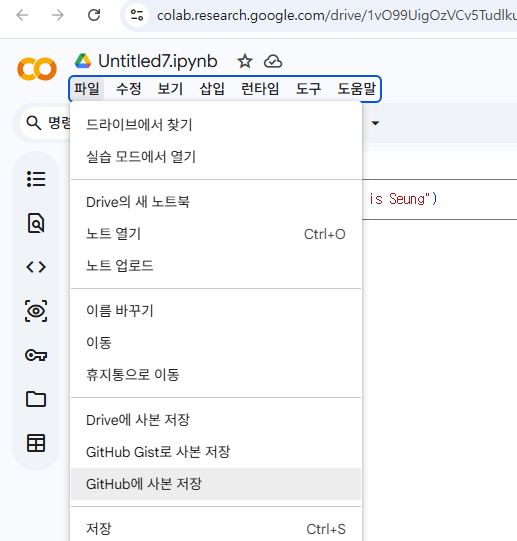 colab.research.google.com/drive/1vO99UigOzVCv5Tudlku
Untitled7.ipynb
파일 수정 보기 삽입 런타임 도구 도움말
명령
드라이브에서 찾기
실습 모드에서 열기
is Seung")
Drive의 새 노트북
노트 열기 Ctrl+O
노트 업로드
이름 바꾸기
이동
휴지통으로 이동
Drive에 사본 저장
GitHub Gist로 사본 저장
GitHub에 사본 저장
저장 Ctrl+S